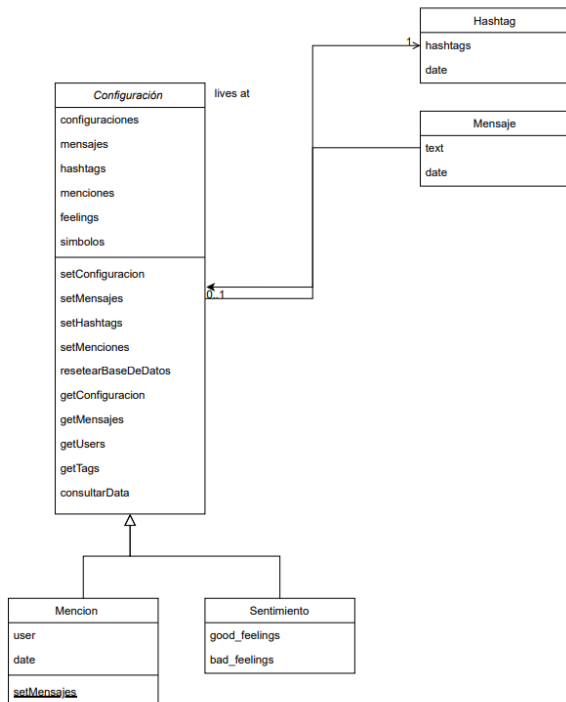 Hashtag
1
hashtags
date
Configuración
lives at
configuraciones
mensajes
hashtags
menciones
feelings
simbolos
Mensaje
text
date
setConfiguracion
setMensajes
0..1
setHashtags
setMenciones
resetearBaseDeDatos
getConfiguracion
getMensajes
getUsers
getTags
consultarData
Mencion
user
date
setMensajes
Sentimiento
good_feelings
bad_feelings